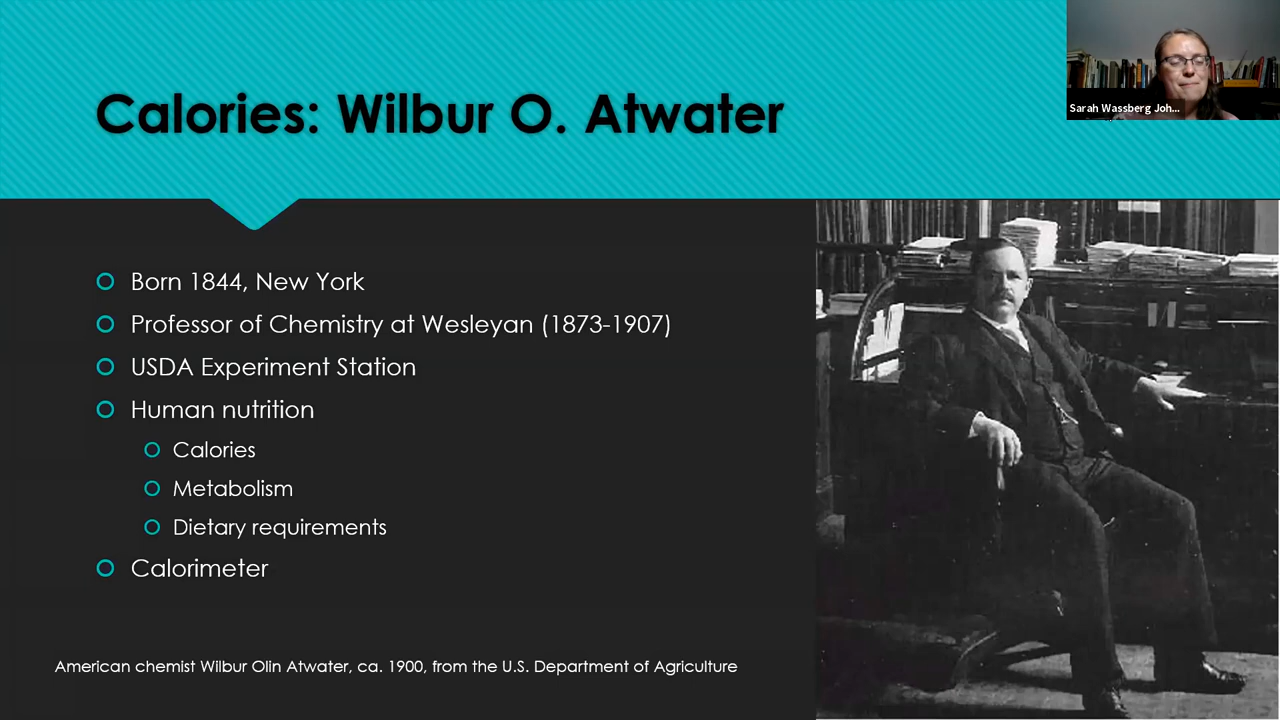 Calories: Wilbur O. Atwater
Sarah Wassberg Joh...
Born 1844, New York
Professor of Chemistry at Wesleyan (1873-1907)
USDA Experiment Station
Human nutrition
Calories
Metabolism
Dietary requirements
Calorimeter
American chemist Wilbur Olin Atwater, ca. 1900, from the U.S. Department of Agriculture